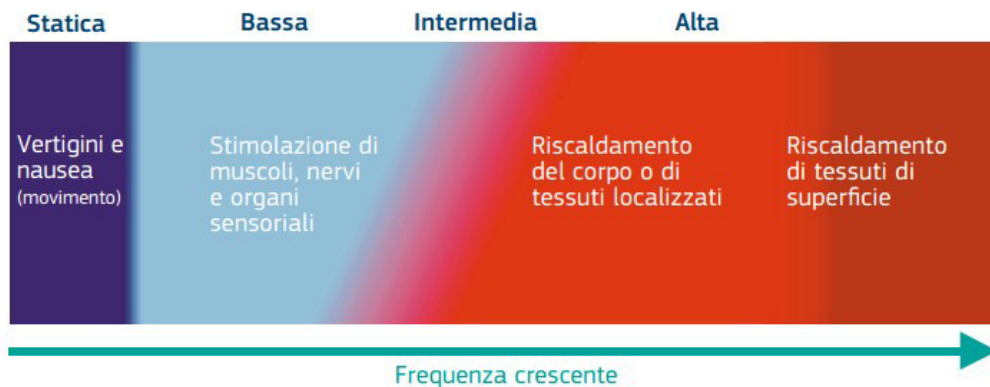 Statica Bassa Intermedia Alta
Vertigini e
nausea
(movimento)
Stimolazione di
muscoli, nervi
e organi
sensoriali
Riscaldamento
del corpo o di
tessuti localizzati
Riscaldamento
di tessuti di
superficie
Frequenza crescente